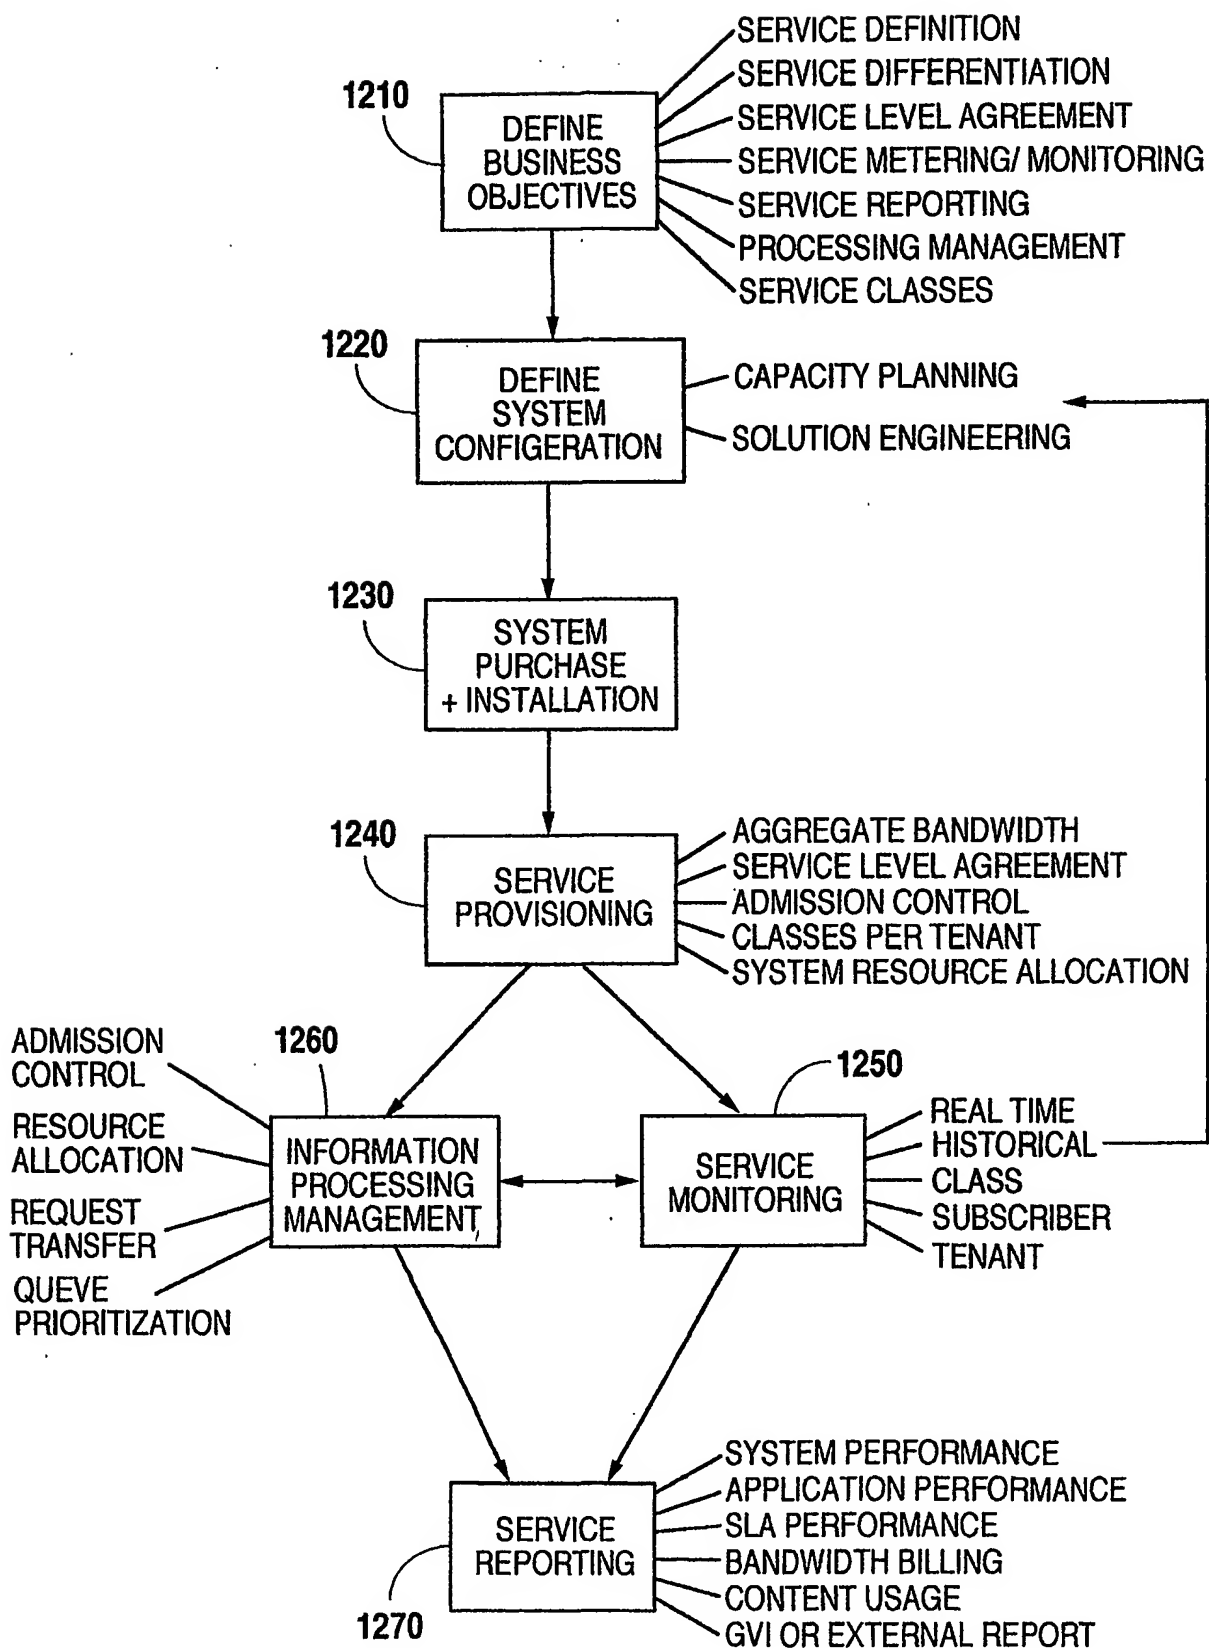 SERVICE DEFINITION
SERVICE DIFFERENTIATION
SERVICE LEVEL AGREEMENT
SERVICE METERING/ MONITORING
SERVICE REPORTING
PROCESSING MANAGEMENT
SERVICE CLASSES
1210
DEFINE
BUSINESS
OBJECTIVES
1220
DEFINE
SYSTEM
CONFIGERATION
CAPACITY PLANNING
SOLUTION ENGINEERING
1230
SYSTEM
PURCHASE
+ INSTALLATION
1240
SERVICE
PROVISIONING
AGGREGATE BANDWIDTH
SERVICE LEVEL AGREEMENT
ADMISSION CONTROL
CLASSES PER TENANT
SYSTEM RESOURCE ALLOCATION
ADMISSION
CONTROL
RESOURCE
ALLOCATION
REQUEST
TRANSFER
QUEVE
PRIORITIZATION
1260
INFORMATION
PROCESSING
MANAGEMENT
1250
SERVICE
MONITORING
REAL TIME
HISTORICAL
CLASS
SUBSCRIBER
TENANT
1270
SERVICE
REPORTING
SYSTEM PERFORMANCE
APPLICATION PERFORMANCE
SLA PERFORMANCE
BANDWIDTH BILLING
CONTENT USAGE
GVI OR EXTERNAL REPORT